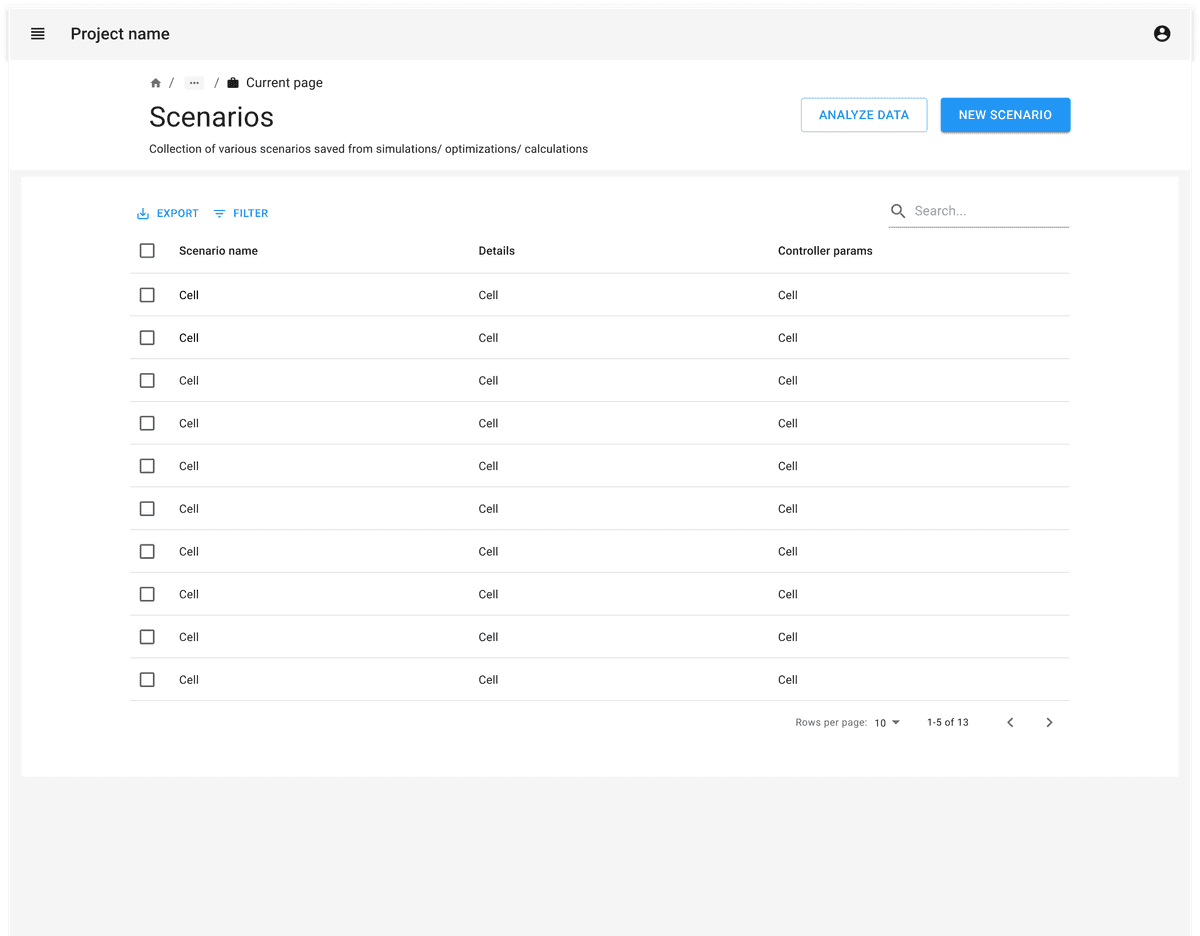 Project name
/ ... / Current page
Scenarios
ANALYZE DATA NEW SCENARIO
Collection of various scenarios saved from simulations/ optimizations/ calculations
EXPORT FILTER Search...
Scenario name Details Controller params
Cell Cell Cell
Cell Cell Cell
Cell Cell Cell
Cell Cell Cell
Cell Cell Cell
Cell Cell Cell
Cell Cell Cell
Cell Cell Cell
Cell Cell Cell
Cell Cell Cell
Rows per page: 10 1-5 of 13